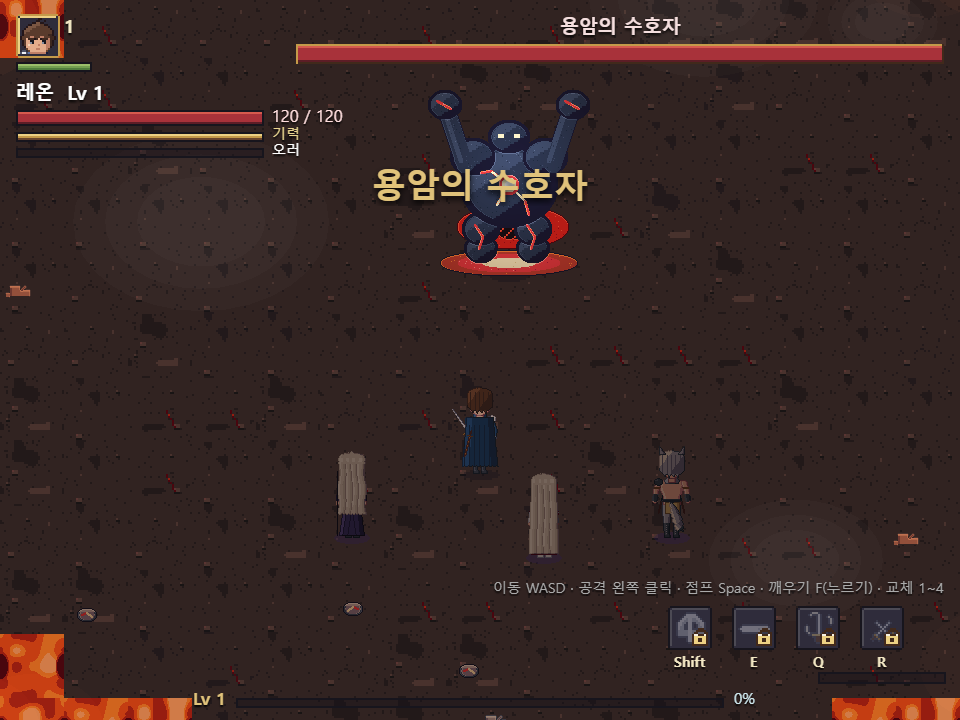 1
용암의 수호자
레온 Lv 1
120 / 120
기력
오러
용암의 수호자
이동 WASD · 공격 왼쪽 클릭 · 점프 Space · 깨우기 F(누르기) · 교체 1~4
Shift E Q R
Lv 1 0%